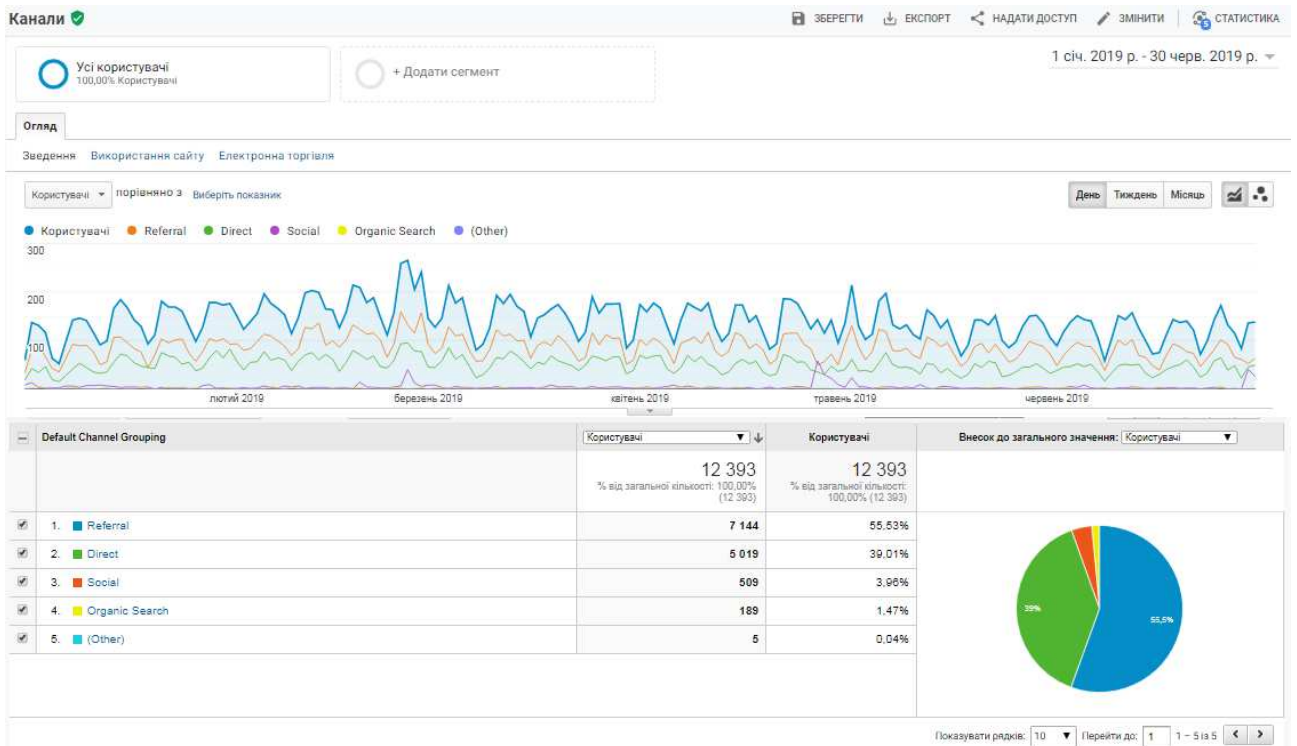 Канали
ЗБЕРЕГТИ ЕКСПОРТ НАДАТИ ДОСТУП ЗМІНИТИ 5 СТАТИСТИКА
Усі користувачі
100,00% Користувачі
+ Додати сегмент
1 січ. 2019 р. - 30 черв. 2019 р.
Огляд
Зведення Використання сайту Електронна торгівля
Користувачі порівняно з Виберіть показник
День Тиждень Місяць
Користувачі Referral Direct Social Organic Search (Other)
300
200
100
лютий 2019 березень 2019 квітень 2019 травень 2019 червень 2019
Default Channel Grouping Користувачі Користувачі Внесок до загального значення: Користувачі
12 393 12 393
% від загальної кількості: 100,00% (12 393) % від загальної кількості: 100,00% (12 393)
1. Referral 7 144 55,53%
2. Direct 5 019 39,01%
3. Social 509 3,96%
4. Organic Search 189 1,47%
5. (Other) 5 0,04%
39%
55,5%
Показувати рядків: 10 Перейти до: 1 1 – 5 із 5